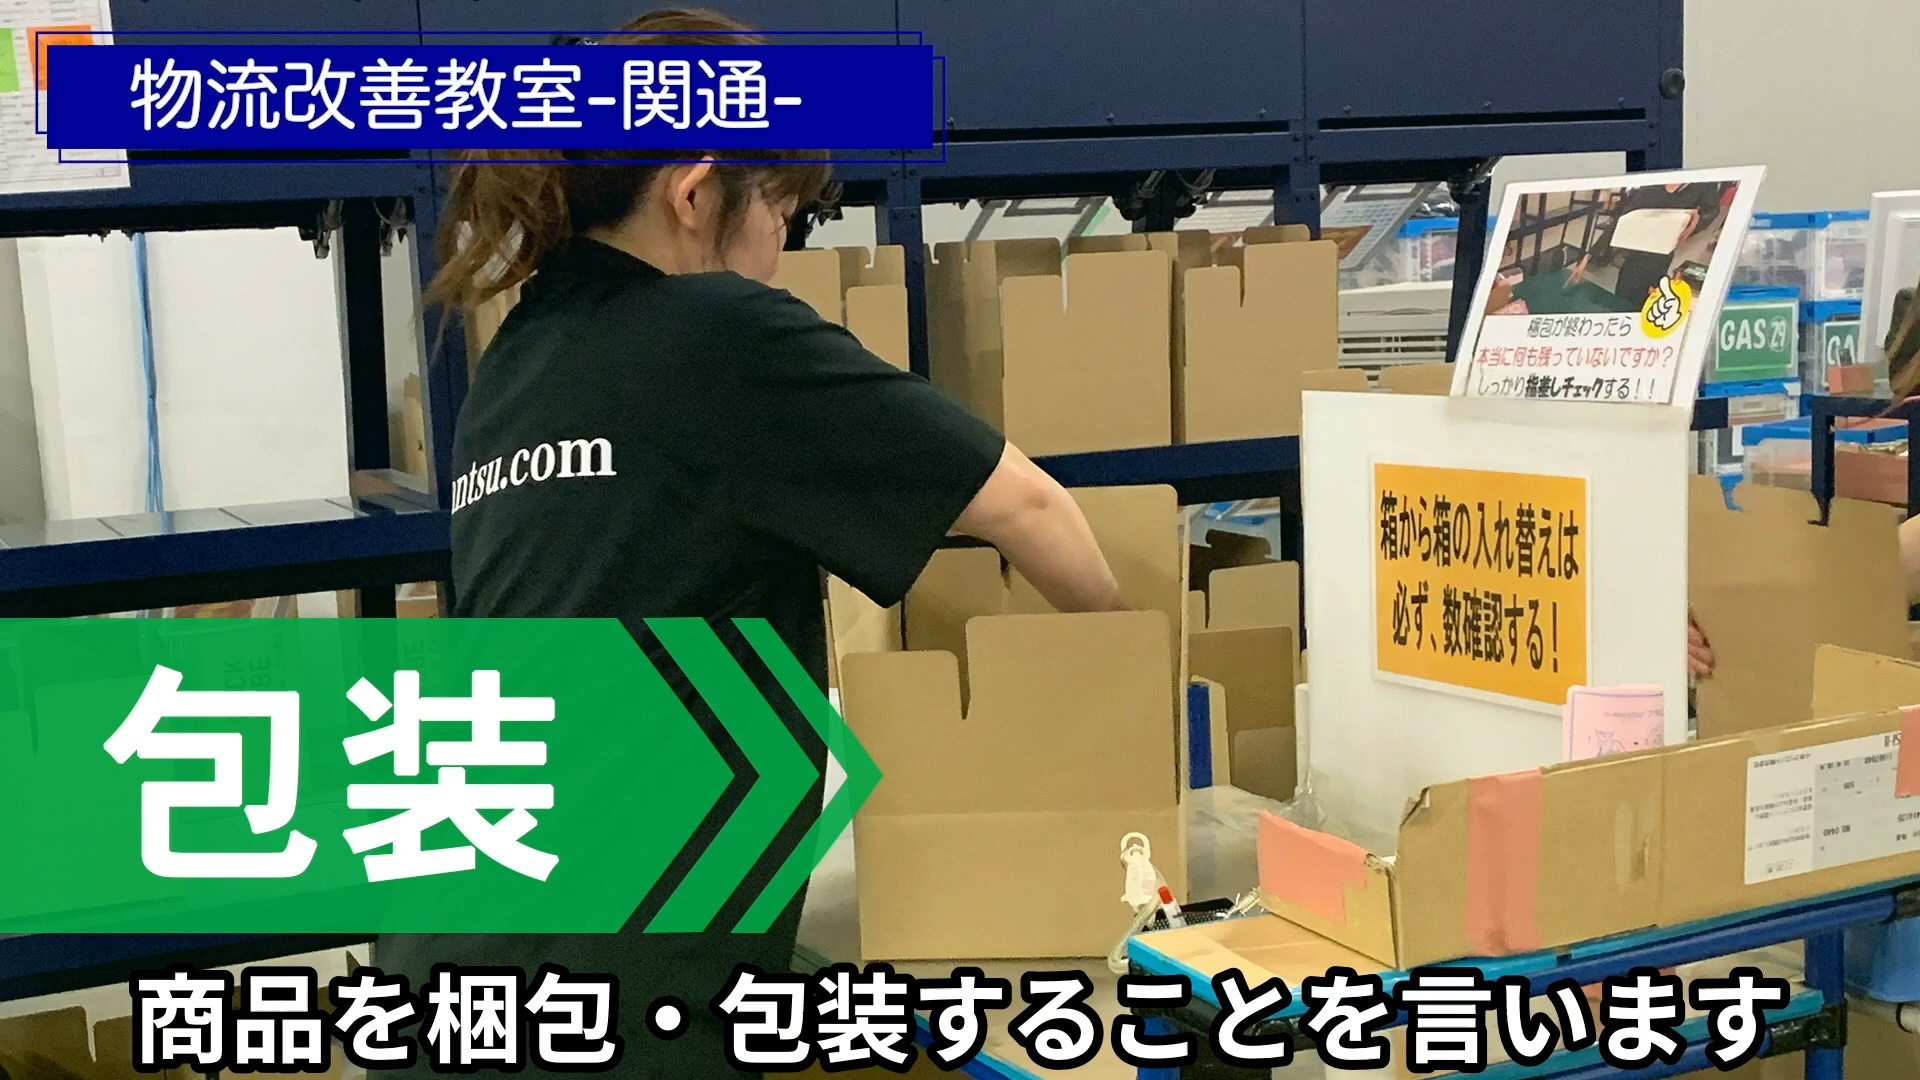 物流改善教室-関通-
梱包が終わったら
本当に何も残っていないですか？
しっかり指差しチェックする！！
GAS 29
GA
ntsu.com
箱から箱の入れ替えは
必ず、数確認する！
包装
商品を梱包・包装することを言います